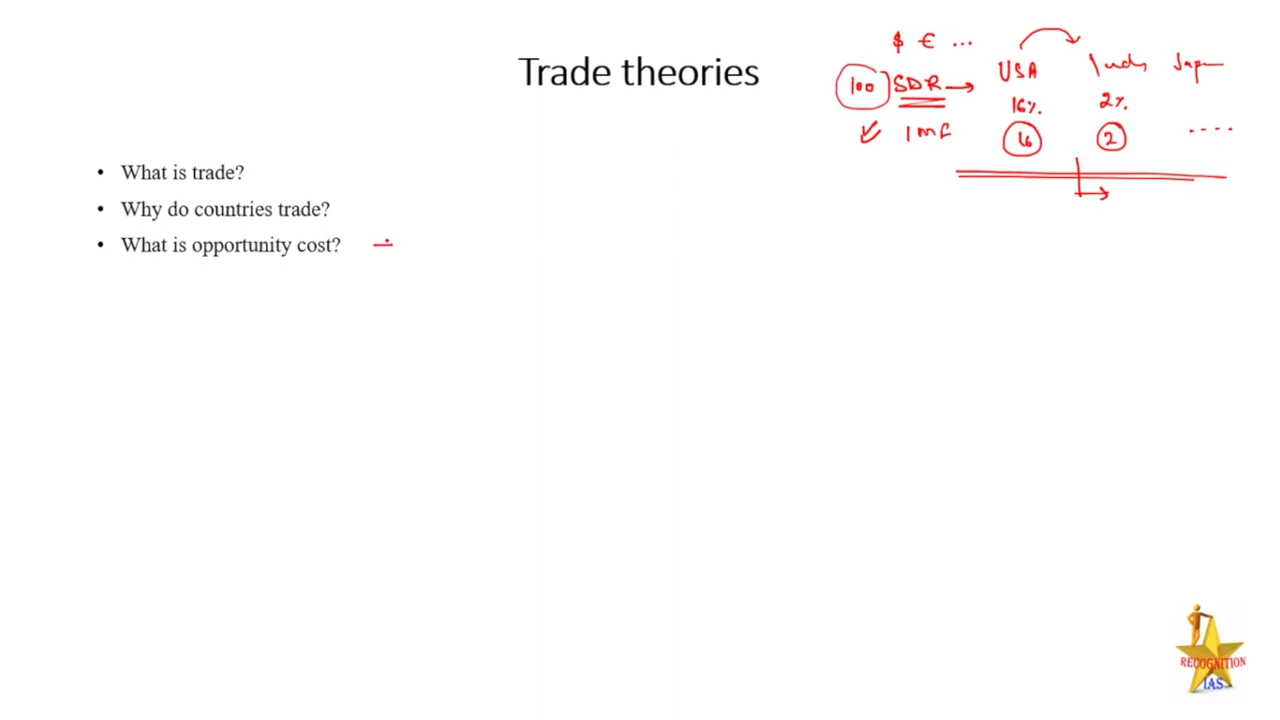 $ € ...
Trade theories
100 SDR → USA Japan
16% 2%
IMF 16 2 ....
• What is trade?
• Why do countries trade?
• What is opportunity cost?
RECOGNITION
IAS